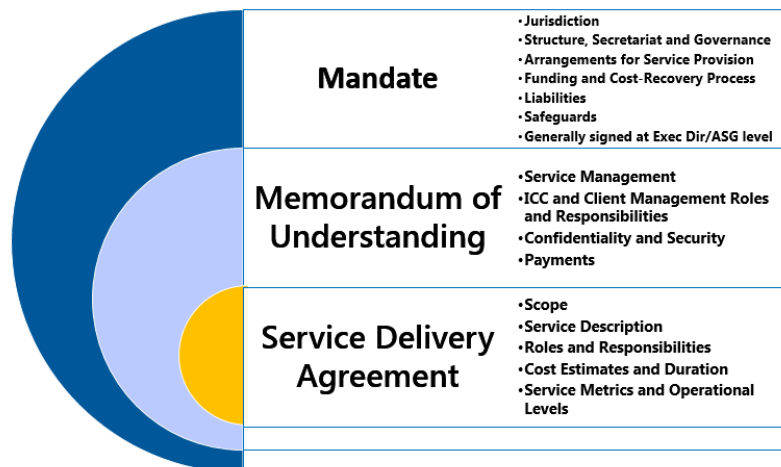 Mandate
•Jurisdiction
•Structure, Secretariat and Governance
•Arrangements for Service Provision
•Funding and Cost-Recovery Process
•Liabilities
•Safeguards
•Generally signed at Exec Dir/ASG level
Memorandum of
Understanding
•Service Management
•ICC and Client Management Roles
and Responsibilities
•Confidentiality and Security
•Payments
Service Delivery
Agreement
•Scope
•Service Description
•Roles and Responsibilities
•Cost Estimates and Duration
•Service Metrics and Operational
Levels